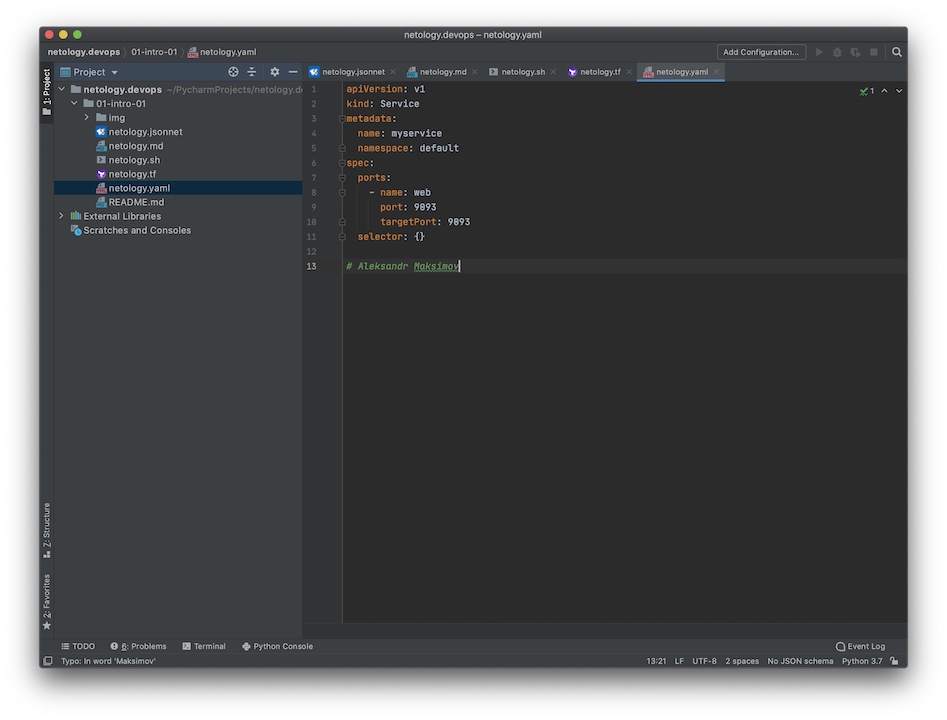 netology.devops – netology.yaml
netology.devops 01-intro-01 netology.yaml
Add Configuration...
1: Project
Project
netology.jsonnet netology.md netology.sh netology.tf netology.yaml
netology.devops ~/PycharmProjects/netology.de
01-intro-01
img
netology.jsonnet
netology.md
netology.sh
netology.tf
netology.yaml
README.md
External Libraries
Scratches and Consoles
1 apiVersion: v1
2 kind: Service
3 metadata:
4 name: myservice
5 namespace: default
6 spec:
7 ports:
8 - name: web
9 port: 9093
10 targetPort: 9093
11 selector: {}
12
13 # Aleksandr Maksimov
1
Z: Structure
2: Favorites
TODO 6: Problems Terminal Python Console Event Log
Typo: In word 'Maksimov' 13:21 LF UTF-8 2 spaces No JSON schema Python 3.7